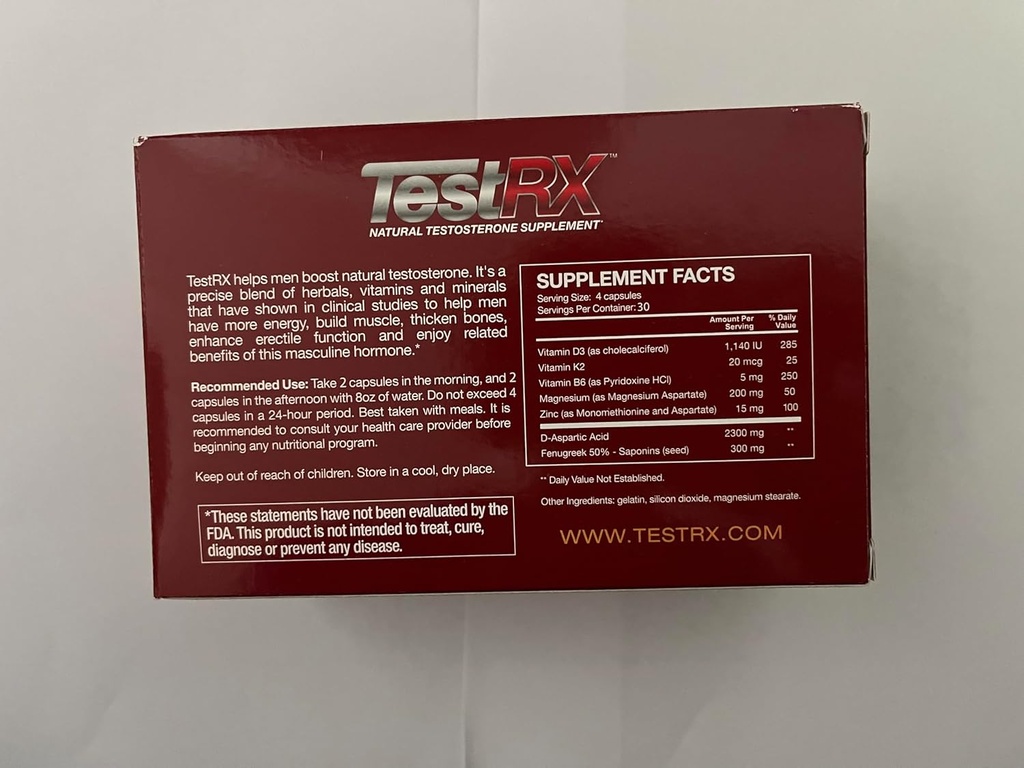 TestRX™
NATURAL TESTOSTERONE SUPPLEMENT*
TestRX helps men boost natural testosterone. It's a
precise blend of herbals, vitamins and minerals
that have shown in clinical studies to help men
have more energy, build muscle, thicken bones,
enhance erectile function and enjoy related
benefits of this masculine hormone.*
Recommended Use: Take 2 capsules in the morning, and 2
capsules in the afternoon with 8oz of water. Do not exceed 4
capsules in a 24-hour period. Best taken with meals. It is
recommended to consult your health care provider before
beginning any nutritional program.
Keep out of reach of children. Store in a cool, dry place.
*These statements have not been evaluated by the
FDA. This product is not intended to treat, cure,
diagnose or prevent any disease.
SUPPLEMENT FACTS
Serving Size: 4 capsules
Servings Per Container: 30
Amount Per Serving % Daily Value
Vitamin D3 (as cholecalciferol) 1,140 IU 285
Vitamin K2 20 mcg 25
Vitamin B6 (as Pyridoxine HCl) 5 mg 250
Magnesium (as Magnesium Aspartate) 200 mg 50
Zinc (as Monomethionine and Aspartate) 15 mg 100
D-Aspartic Acid 2300 mg **
Fenugreek 50% - Saponins (seed) 300 mg **
** Daily Value Not Established.
Other Ingredients: gelatin, silicon dioxide, magnesium stearate.
WWW.TESTRX.COM